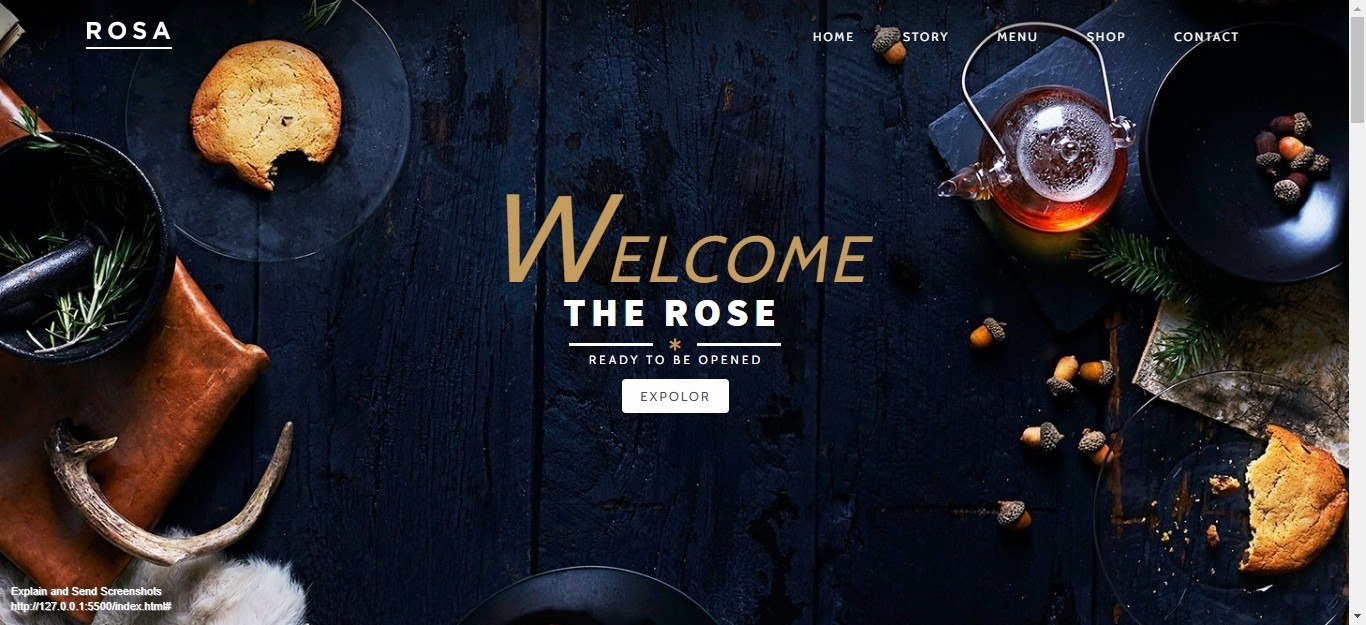 ROSA
HOME STORY MENU SHOP CONTACT
WELCOME
THE ROSE
*
READY TO BE OPENED
EXPOLOR
Explain and Send Screenshots
http://127.0.0.1:5500/index.html#